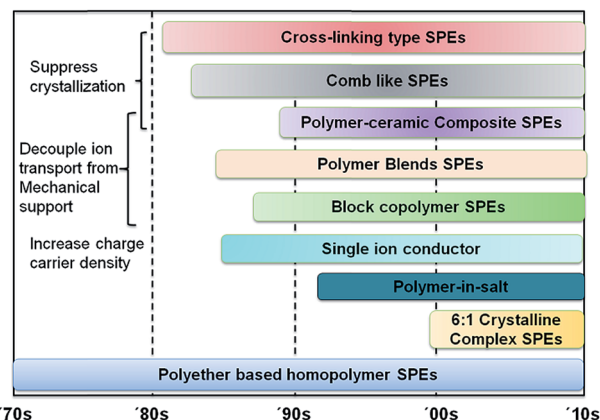 Cross-linking type SPEs
Suppress
crystallization
Comb like SPEs
Polymer-ceramic Composite SPEs
Decouple ion
transport from
Mechanical
support
Polymer Blends SPEs
Block copolymer SPEs
Increase charge
carrier density
Single ion conductor
Polymer-in-salt
6:1 Crystalline
Complex SPEs
Polyether based homopolymer SPEs
´70s ´80s ´90s ´00s ´10s